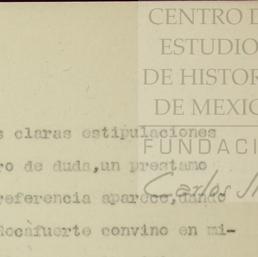 CENTRO D
ESTUDIO
DE HISTOR
DE MEXIC
FUNDACI
Carlos
s claras estipulaciones
ro de duda,un prestamo
referencia aparece,dando
Rocafuerte convino en mi-